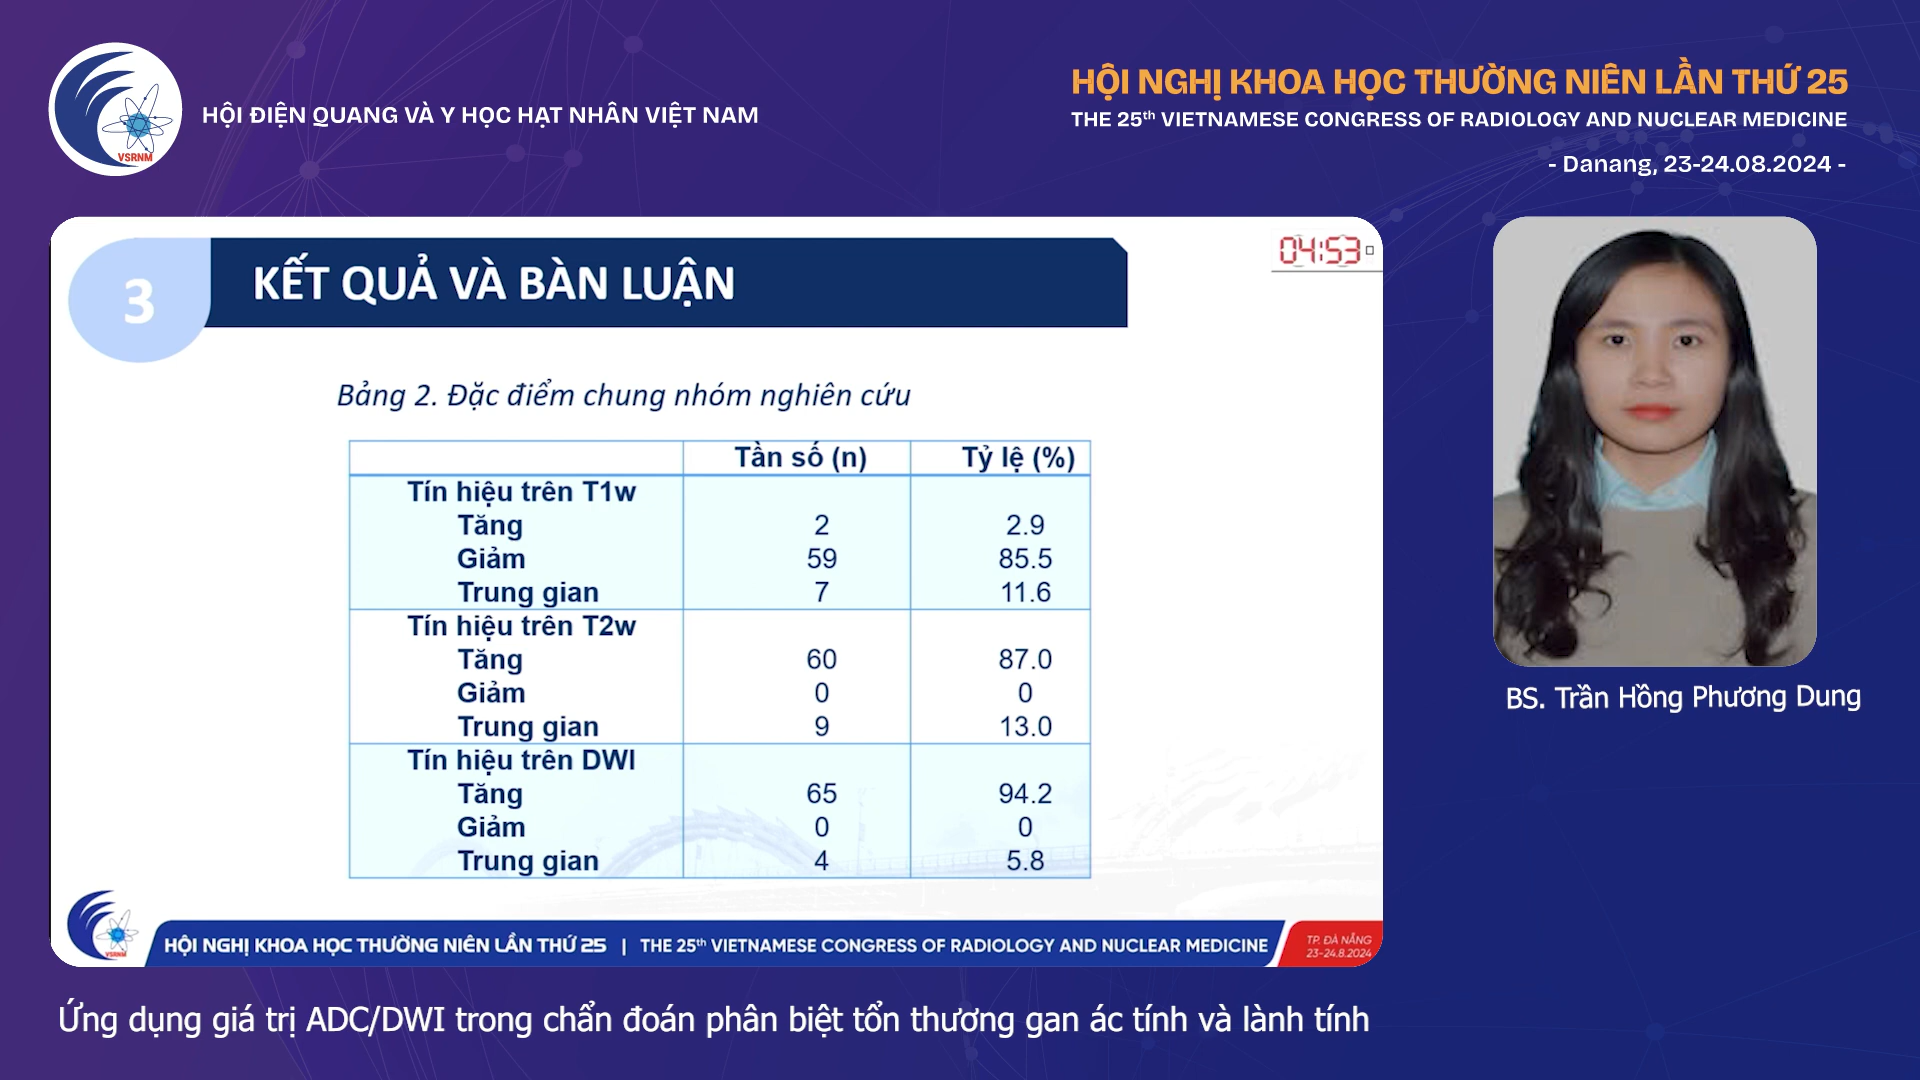 VSRNM
HỘI ĐIỆN QUANG VÀ Y HỌC HẠT NHÂN VIỆT NAM
HỘI NGHỊ KHOA HỌC THƯỜNG NIÊN LẦN THỨ 25
THE 25th VIETNAMESE CONGRESS OF RADIOLOGY AND NUCLEAR MEDICINE
- Danang, 23-24.08.2024 -
3
KẾT QUẢ VÀ BÀN LUẬN
04:53
Bảng 2. Đặc điểm chung nhóm nghiên cứu
Tần số (n) Tỷ lệ (%)
Tín hiệu trên T1w
Tăng 2 2.9
Giảm 59 85.5
Trung gian 7 11.6
Tín hiệu trên T2w
Tăng 60 87.0
Giảm 0 0
Trung gian 9 13.0
Tín hiệu trên DWI
Tăng 65 94.2
Giảm 0 0
Trung gian 4 5.8
VSRNM
HỘI NGHỊ KHOA HỌC THƯỜNG NIÊN LẦN THỨ 25 | THE 25th VIETNAMESE CONGRESS OF RADIOLOGY AND NUCLEAR MEDICINE
TP. ĐÀ NẴNG
23-24.8.2024
BS. Trần Hồng Phương Dung
Ứng dụng giá trị ADC/DWI trong chẩn đoán phân biệt tổn thương gan ác tính và lành tính